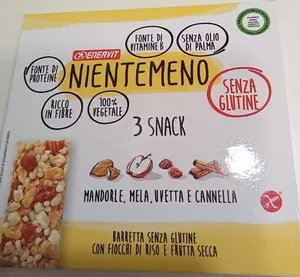 FONTE DI
VITAMINE B
SENZA OLIO
DI PALMA
ENERVIT
FONTE DI
PROTEINE
NIENTEMENO
RICCO
IN FIBRE
100%
VEGETALE
SENZA
GLUTINE
3 SNACK
MANDORLE, MELA, UVETTA E CANNELLA
BARRETTA SENZA GLUTINE
CON FIOCCHI DI RISO E FRUTTA SECCA